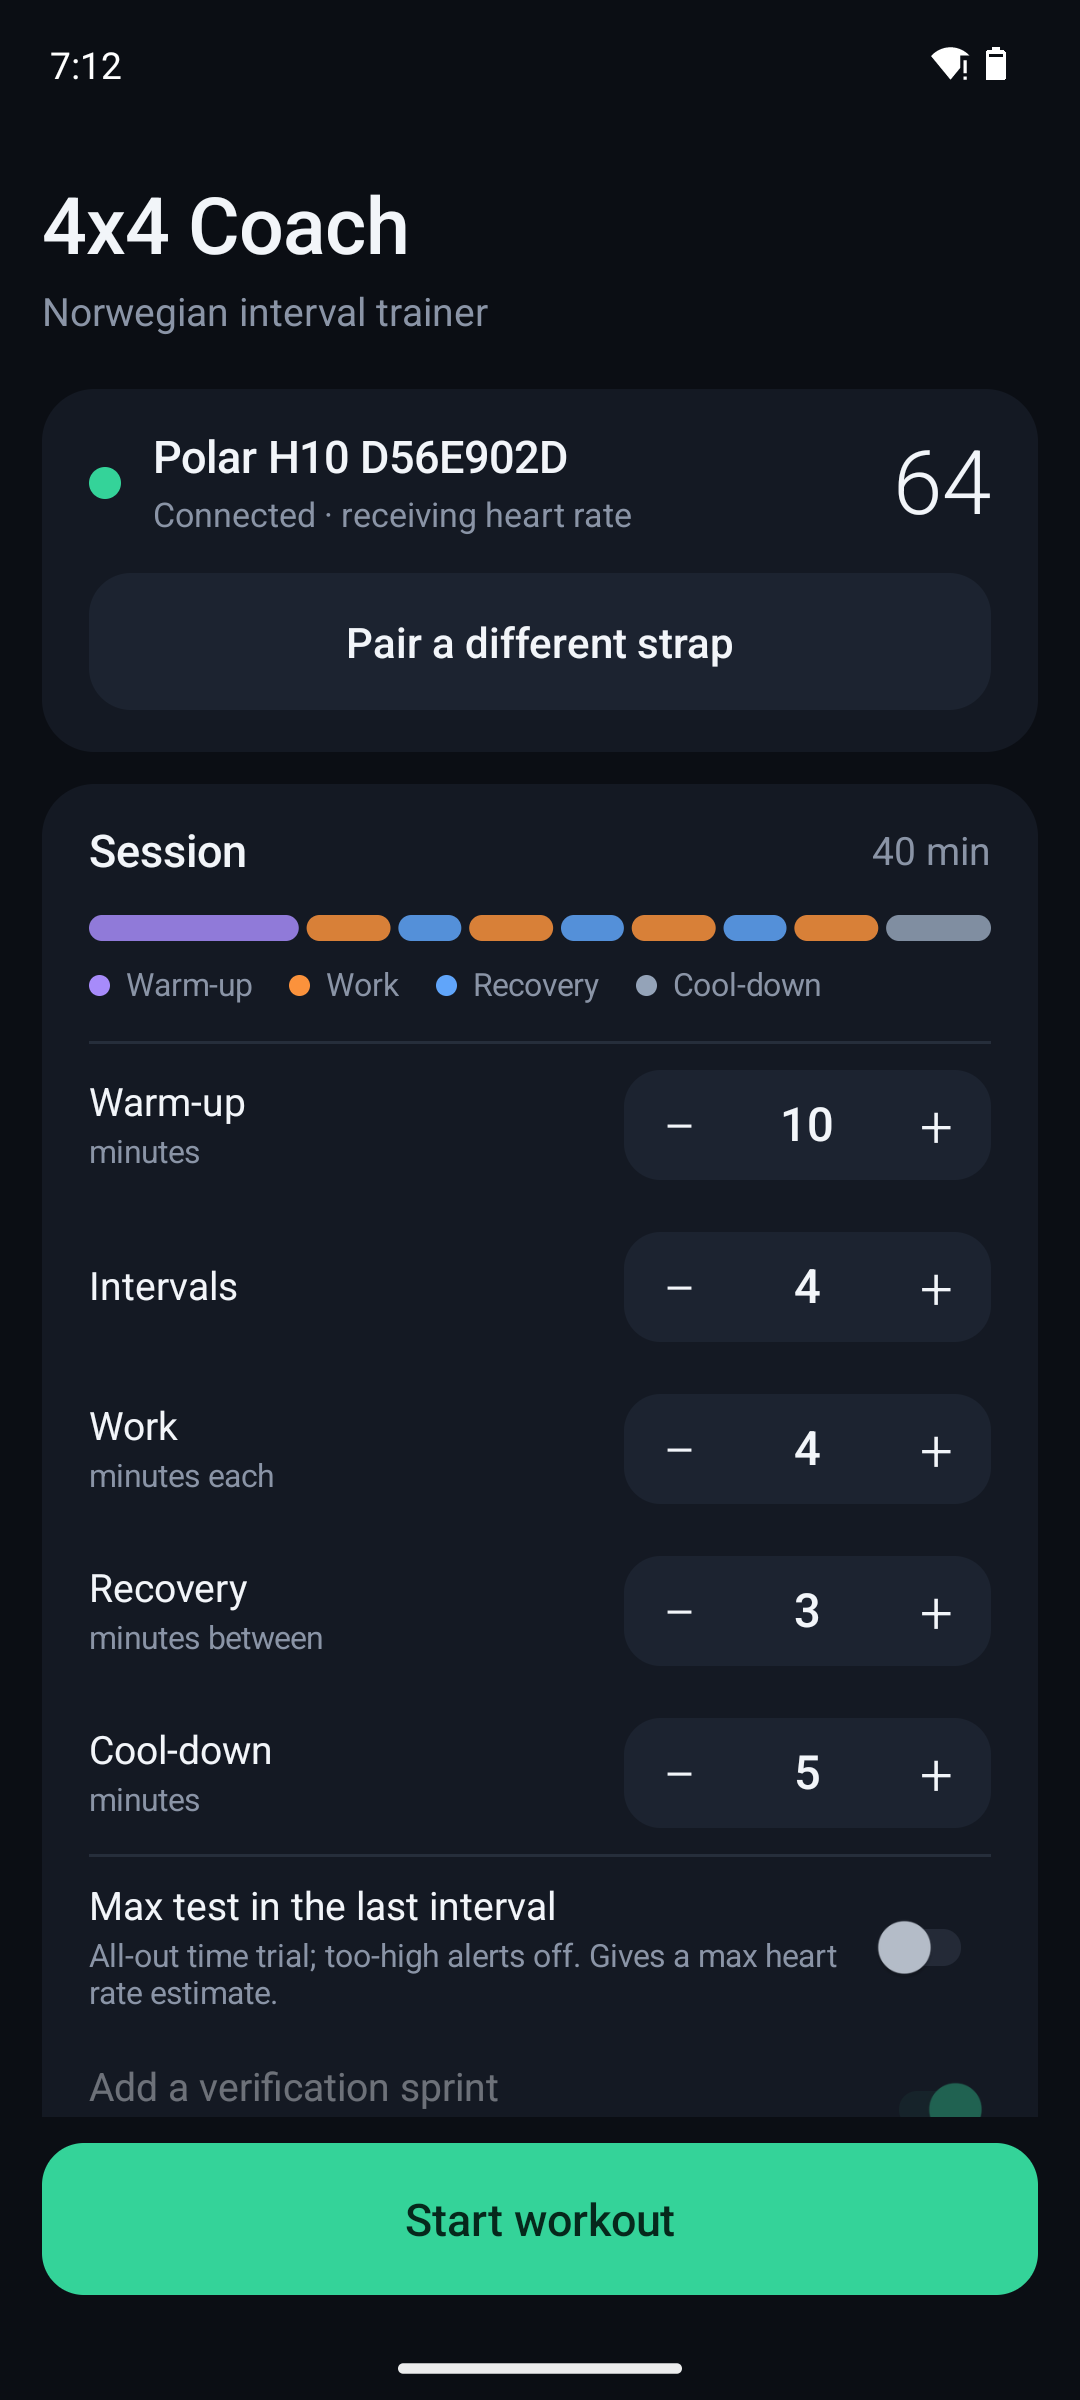 7:12
4x4 Coach
Norwegian interval trainer
Polar H10 D56E902D
Connected · receiving heart rate
64
Pair a different strap
Session
40 min
Warm-up
Work
Recovery
Cool-down
Warm-up
minutes
− 10 +
Intervals
− 4 +
Work
minutes each
− 4 +
Recovery
minutes between
− 3 +
Cool-down
minutes
− 5 +
Max test in the last interval
All-out time trial; too-high alerts off. Gives a max heart
rate estimate.
Add a verification sprint
Start workout